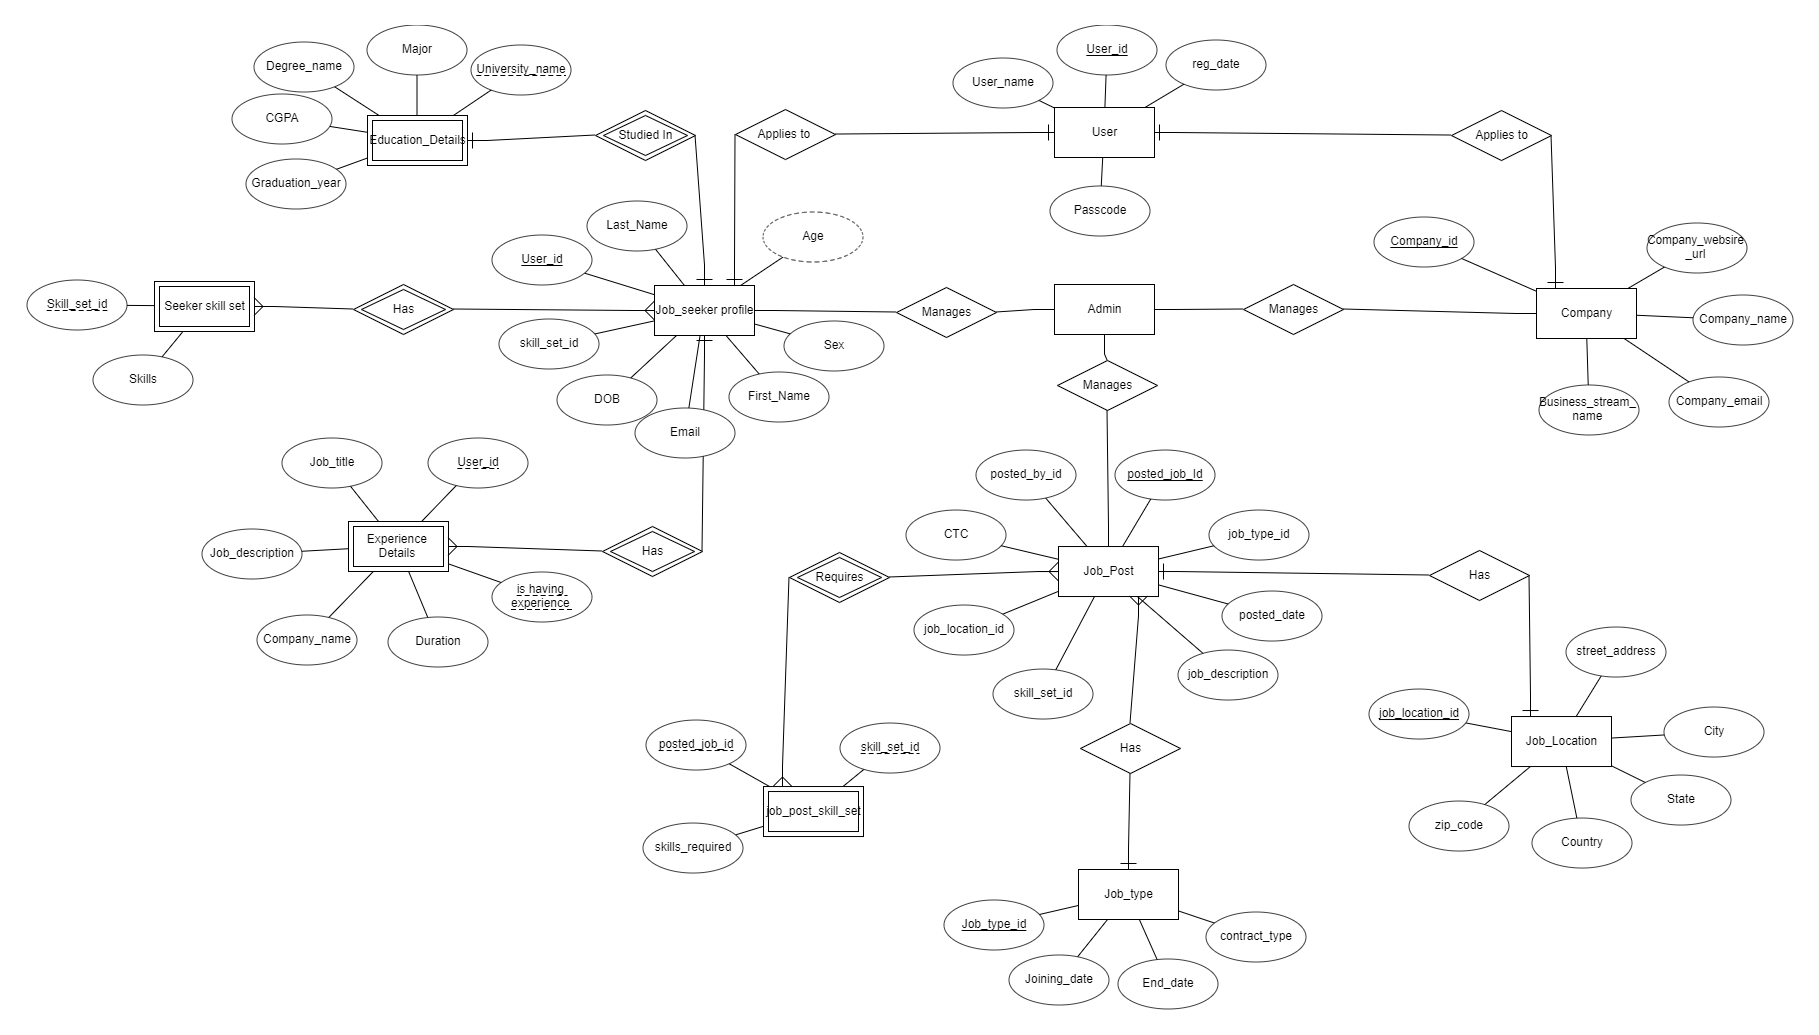 Major
User_id
Degree_name
University_name
reg_date
User_name
CGPA
Education_Details
Studied In
Applies to
User
Applies to
Graduation_year
Passcode
Last_Name
Age
User_id
Company_id
Company_websire
_url
Skill_set_id
Seeker skill set
Has
Job_seeker profile
Manages
Admin
Manages
Company
Company_name
skill_set_id
Sex
Skills
DOB
First_Name
Manages
Business_stream_
name
Company_email
Email
Job_title
User_id
posted_by_id
posted_job_Id
Job_description
Experience
Details
Has
CTC
job_type_id
Requires
Job_Post
Has
is having
experience
Company_name
Duration
job_location_id
posted_date
street_address
skill_set_id
job_description
job_location_id
posted_job_id
skill_set_id
Has
Job_Location
City
job_post_skill_set
skills_required
zip_code
Country
State
Job_type
Job_type_id
contract_type
Joining_date
End_date